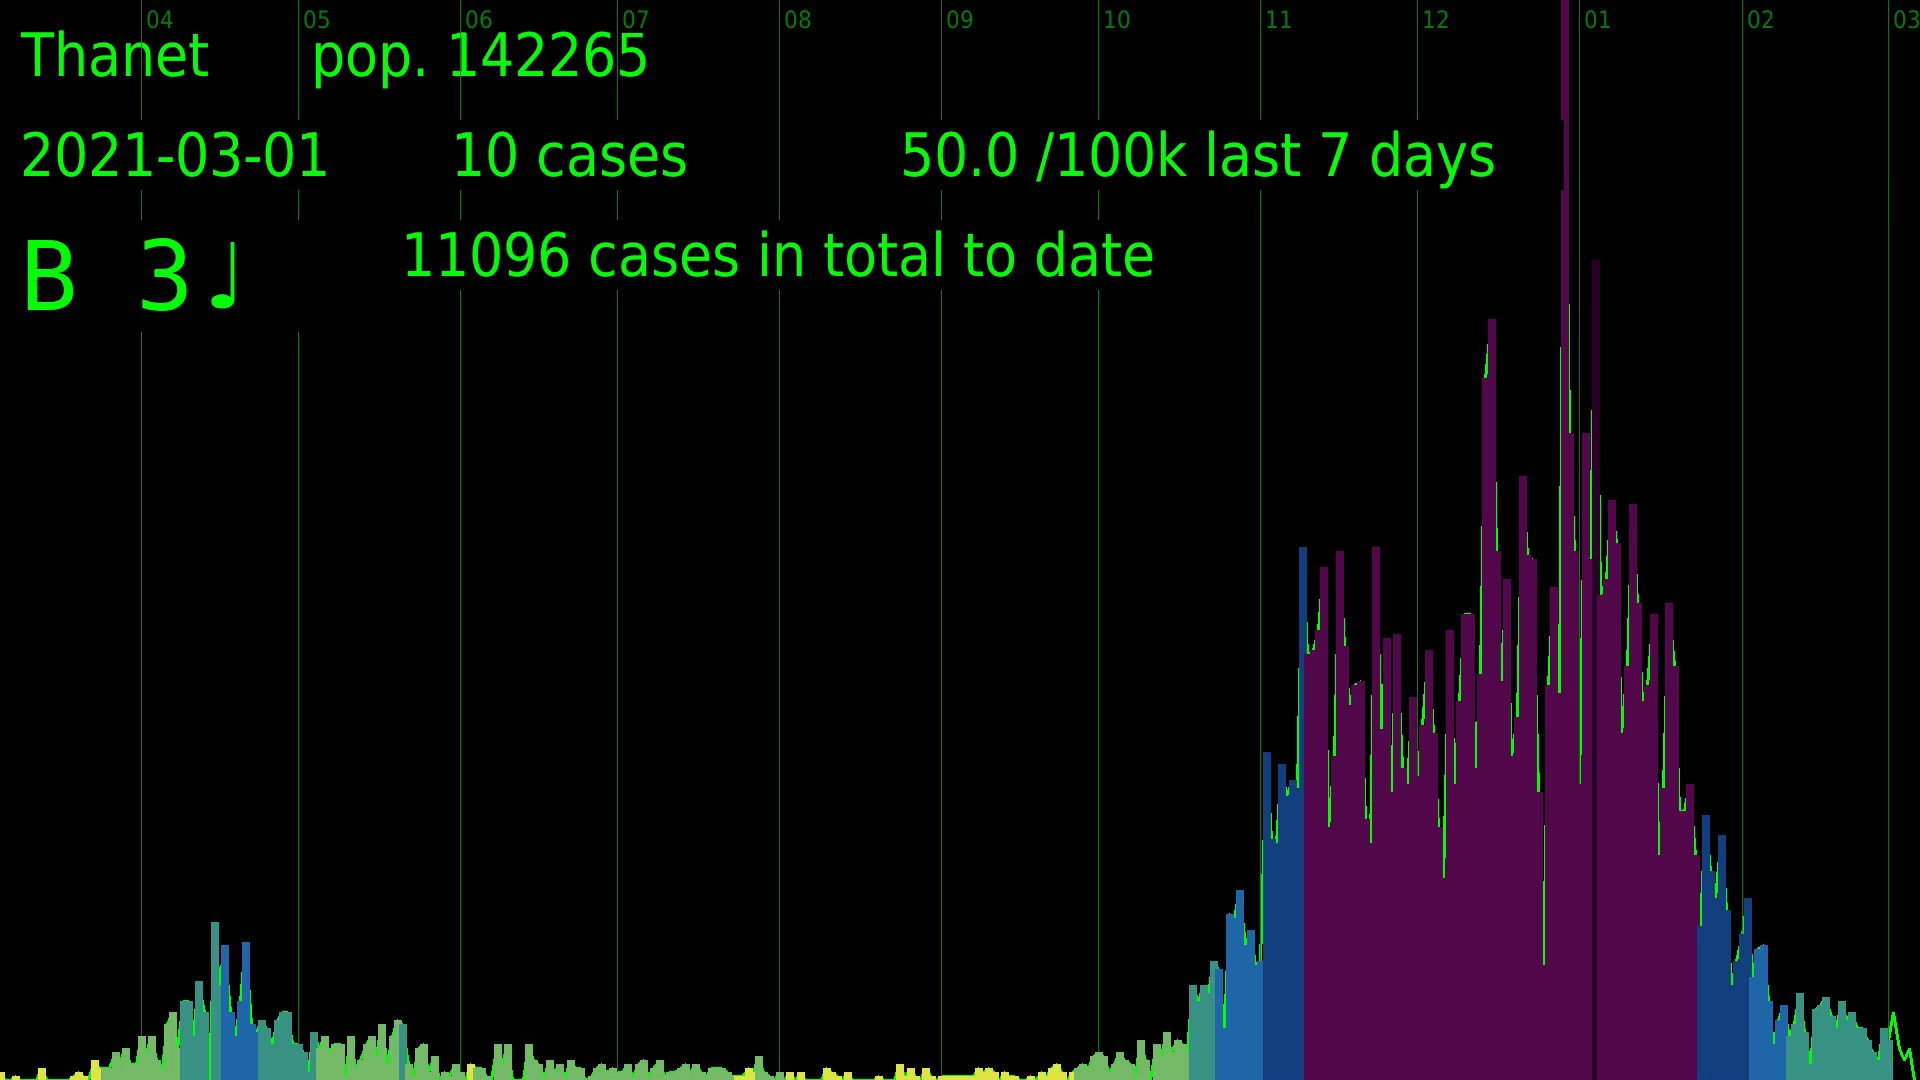 04 05 06 07 08 09 10 11 12 01 02 03
Thanet pop. 142265
2021-03-01 10 cases 50.0 /100k last 7 days
B 3♩ 11096 cases in total to date